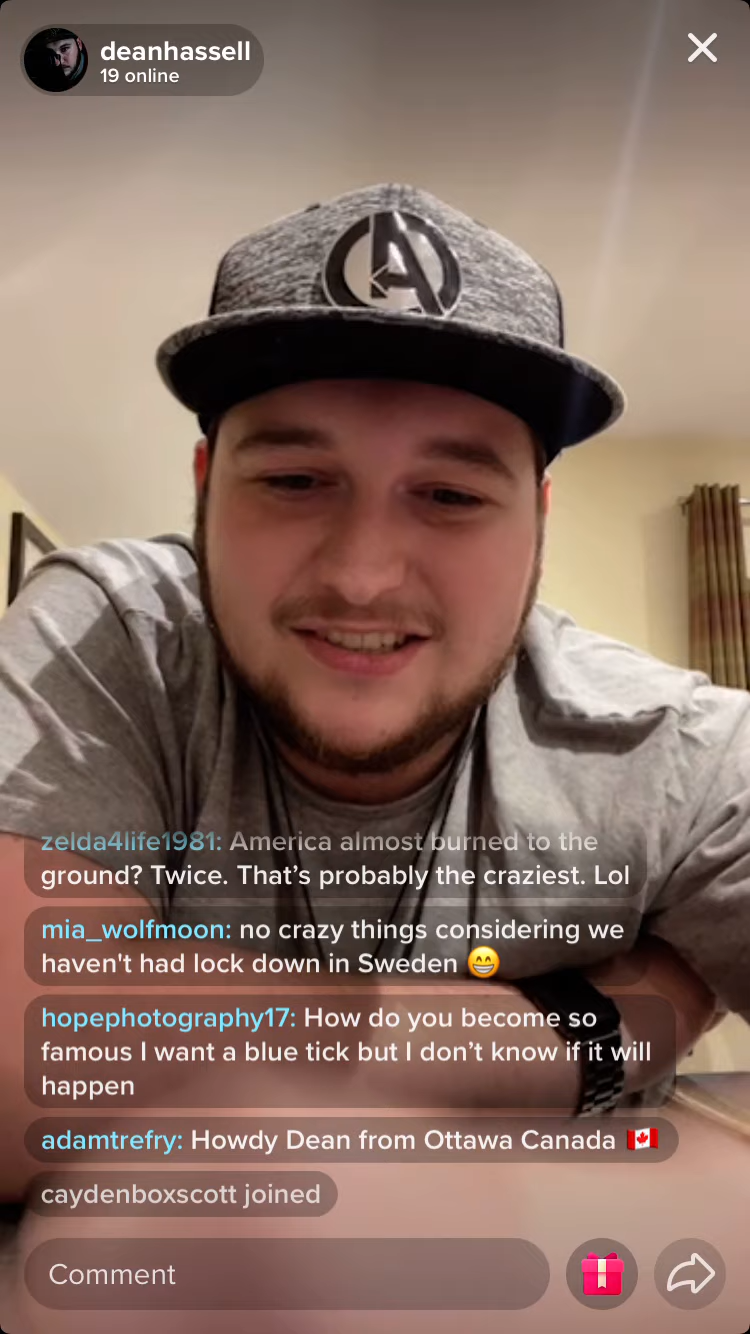 deanhassell
19 online
zelda4life1981: America almost burned to the
ground? Twice. That's probably the craziest. Lol
mia_wolfmoon: no crazy things considering we
haven't had lock down in Sweden 😁
hopephotography17: How do you become so
famous I want a blue tick but I don't know if it will
happen
adamtrefry: Howdy Dean from Ottawa Canada 🇨🇦
caydenboxscott joined
Comment